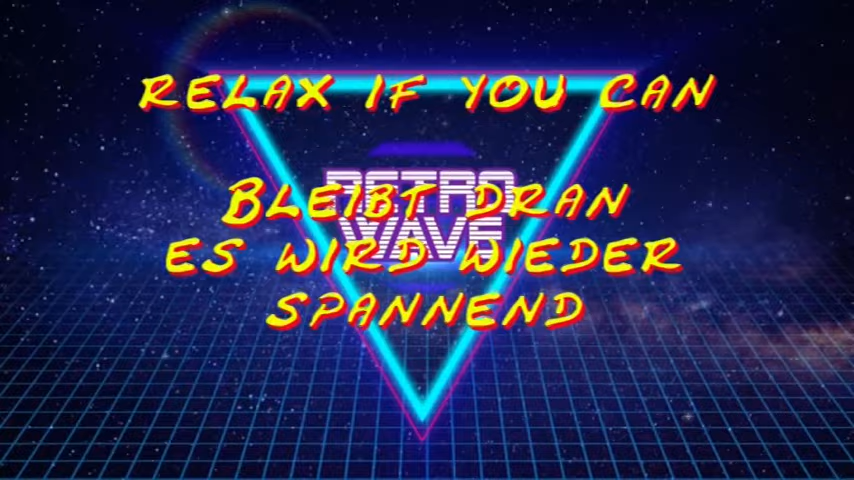 RELAX IF YOU CAN
RETRO
BLEIBT DRAN
WAVE
ES WIRD WIEDER
SPANNEND